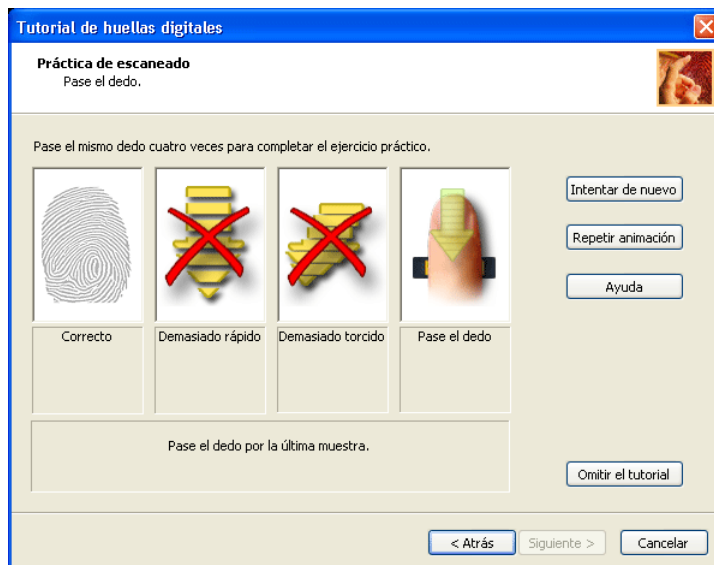 Tutorial de huellas digitales
Práctica de escaneado
Pase el dedo.
Pase el mismo dedo cuatro veces para completar el ejercicio práctico.
Intentar de nuevo
Repetir animación
Ayuda
Correcto
Demasiado rápido
Demasiado torcido
Pase el dedo
Pase el dedo por la última muestra.
Omitir el tutorial
< Atrás
Siguiente >
Cancelar